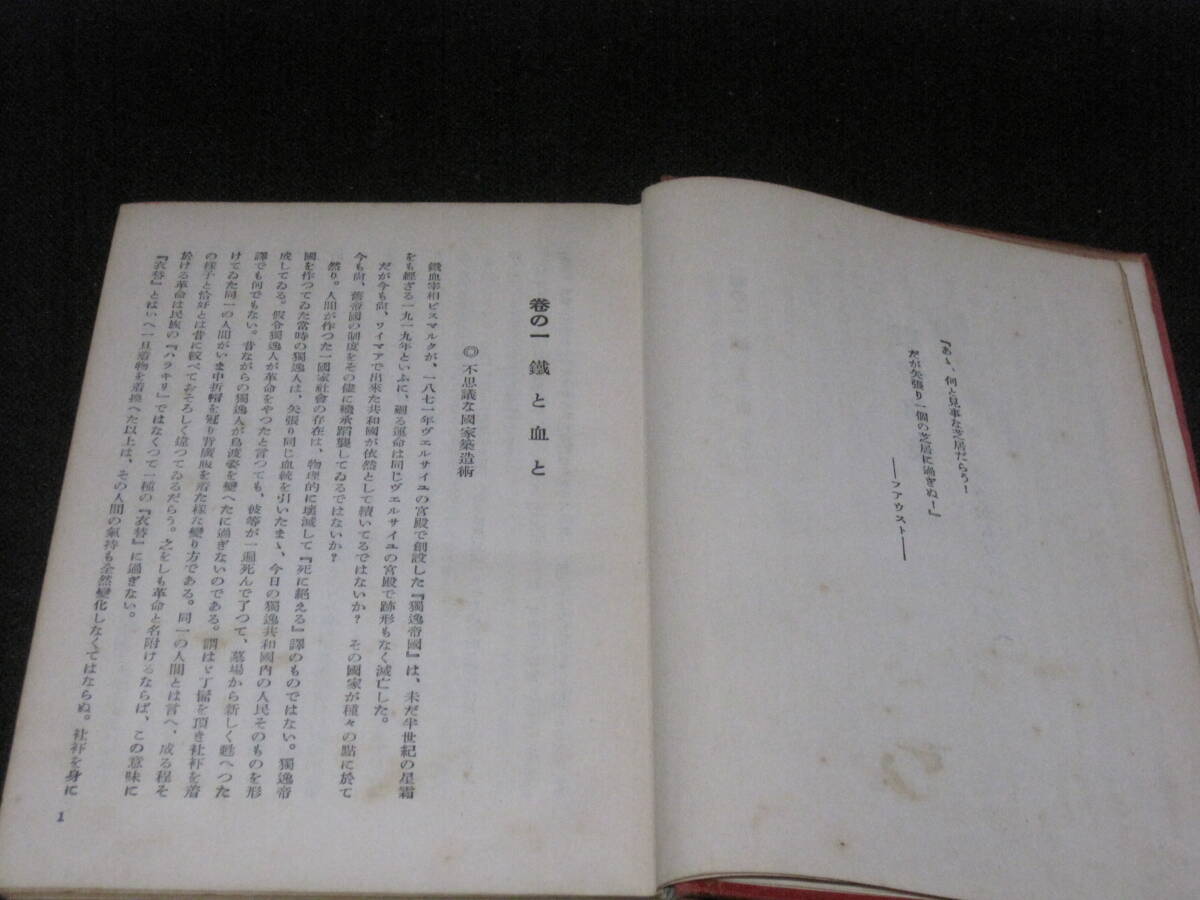 『あゝ、何と見事な芝居だらう！
だが矢張り一個の芝居に過ぎぬ！』
――ファウスト――
卷の一　鐵と血と
◎不思議な國家築造術
鐵血宰相ビスマルクが、一八七一年ヴェルサイユの宮殿で創設した『獨逸帝國』は、未だ半世紀の星霜
をも經ざる一九一九年といふに、廻る運命は同じヴェルサイユの宮殿で跡形もなく滅亡した。
だが今も尙、ワイマアで出來た共和國が依然として續いてるではないか？　その國家が種々の點に於て
今も尙、舊帝國の制度をその儘に繼承蹈襲してゐるではないか？
然り。人間が作つた一國家社會の存在は、物理的に壞滅して『死に絕える』譯のものではない。獨逸帝
國を作つてゐた當時の獨逸人は、矢張り同じ血統を引いたまゝ、今日の獨逸共和國內の人民そのものを形
成してゐる。假令獨逸人が革命をやつたと言つても、彼等が一遍死んで了つて、墓場から新しく甦へつた
譯でも何でもない。昔ながらの獨逸人が鳥渡姿を變へたに過ぎないのである。謂はゞ丁髷を頂き社杯を着
けてゐた同一の人間がいま中折帽を冠り背廣服を着た樣な變り方である。同一の人間とは言へ、成る程そ
の樣子と恰好とは昔に較べておそろしく違つてゐるだらう。之をしも革命と名附けるならば、この意味に
於ける革命は民族の『ハラキリ』ではなくつて一種の『衣替』に過ぎない。
『衣替』とはいへ一旦着物を着換へた以上は、その人間の氣持も全然變化しなくてはならぬ。社杯を身に
1